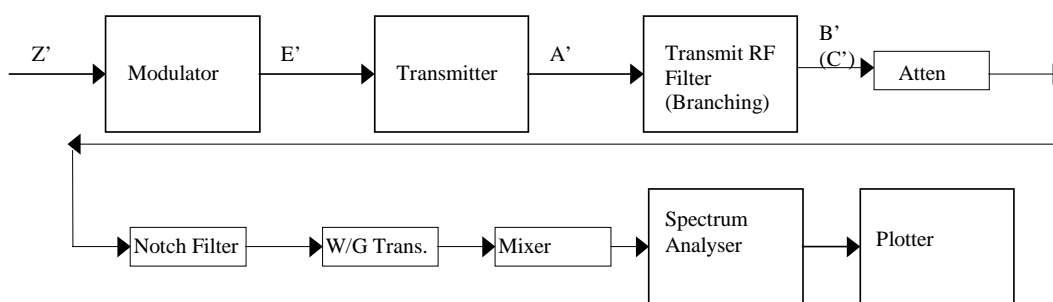 Z’
Modulator
E’
Transmitter
A’
Transmit RF
Filter
(Branching)
B’
(C’)
Atten
Notch Filter
W/G Trans.
Mixer
Spectrum
Analyser
Plotter